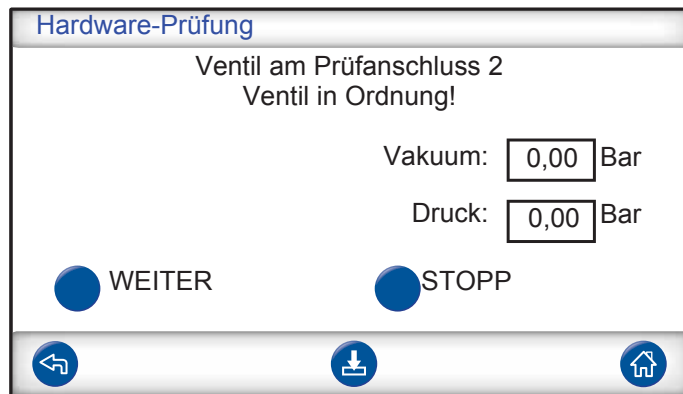 Hardware-Prüfung
Ventil am Prüfanschluss 2
Ventil in Ordnung!
Vakuum: 0,00 Bar
Druck: 0,00 Bar
WEITER STOPP